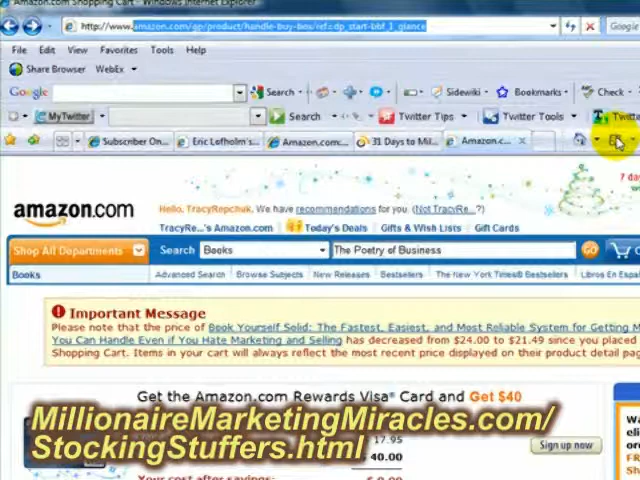 Amazon.com Shopping Cart - Windows Internet Explorer
http://www.amazon.com/gp/product/handle-buy-box/ref=dp_start-bbf_1_glance
File Edit View Favorites Tools Help
Share Browser WebEx
Google Search Sidewiki Bookmarks Check
MyTwitter Search Twitter Tips Twitter Tools
Subscriber On... Eric Lofholm's... Amazon.com:... 31 Days to Mil... Amazon.c...
amazon.com
Hello, TracyRepchuk. We have recommendations for you. (Not TracyRe...?)
7 day
TracyRe...'s Amazon.com Today's Deals Gifts & Wish Lists Gift Cards
Shop All Departments Search Books The Poetry of Business GO
Books Advanced Search Browse Subjects New Releases Bestsellers The New York Times® Bestsellers Libros En Es
Important Message
Please note that the price of Book Yourself Solid: The Fastest, Easiest, and Most Reliable System for Getting M
You Can Handle Even if You Hate Marketing and Selling has decreased from $24.00 to $21.49 since you placed
Shopping Cart. Items in your cart will always reflect the most recent price displayed on their product detail pag
Get the Amazon.com Rewards Visa® Card and Get $40
MillionaireMarketingMiracles.com/
StockingStuffers.html
17.95
40.00
Sign up now
Your cost after savings:
Wan
eli
FR